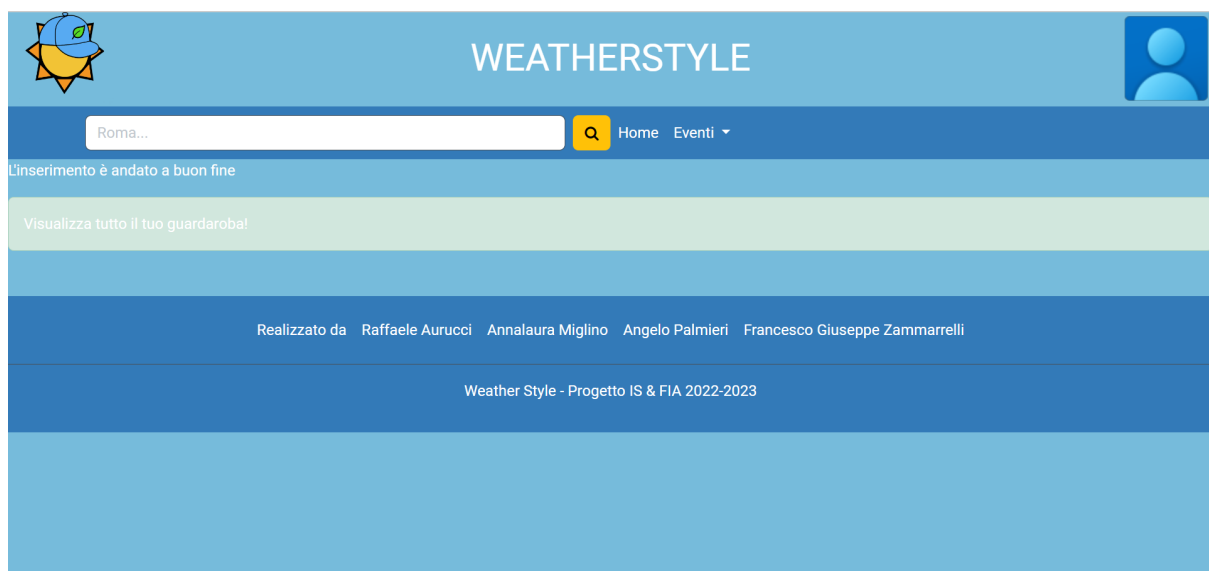 WEATHERSTYLE
Roma...
Home Eventi
L'inserimento è andato a buon fine
Visualizza tutto il tuo guardaroba!
Realizzato da Raffaele Aurucci Annalaura Miglino Angelo Palmieri Francesco Giuseppe Zammarrelli
Weather Style - Progetto IS & FIA 2022-2023